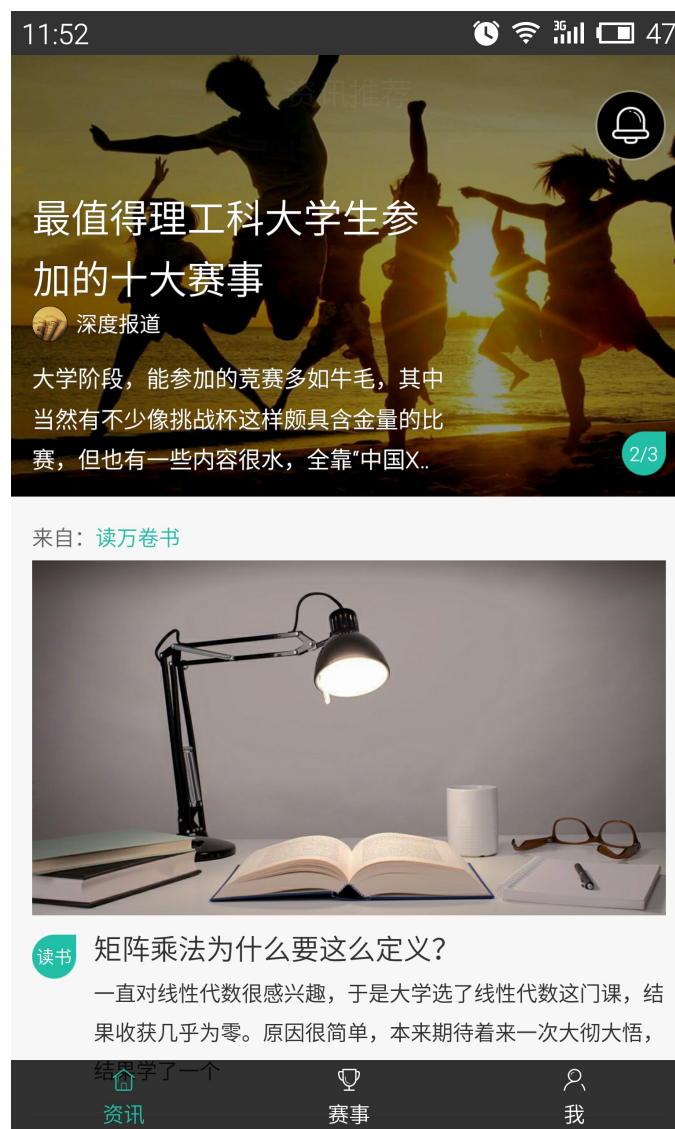 11:52
3G
47
资讯推荐
最值得理工科大学生参
加的十大赛事
深度报道
大学阶段，能参加的竞赛多如牛毛，其中
当然有不少像挑战杯这样颇具含金量的比
赛，但也有一些内容很水，全靠“中国X..
2/3
来自：读万卷书
读书
矩阵乘法为什么要这么定义？
一直对线性代数很感兴趣，于是大学选了线性代数这门课，结
果收获几乎为零。原因很简单，本来期待着来一次大彻大悟，
结果学了一个
资讯
赛事
我